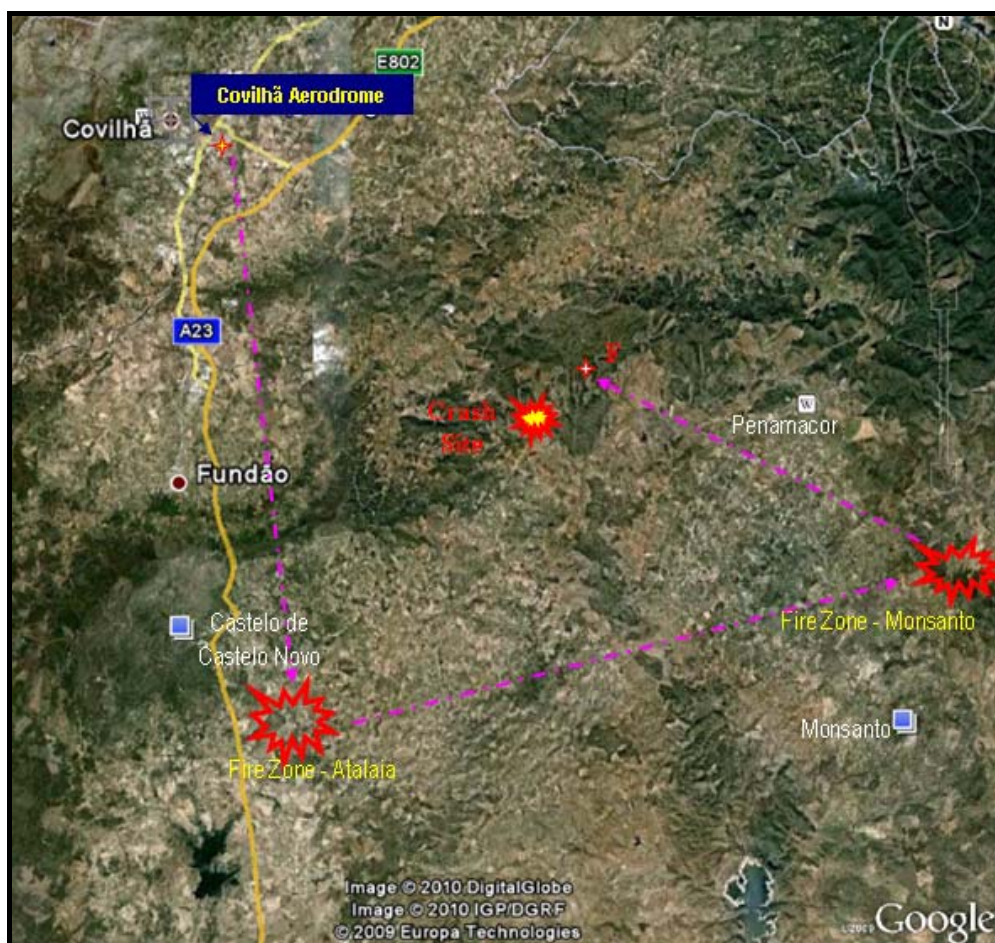 N
E802
Covilhã Aerodrome
Covilhã
W
A23
Y
Crash
Site
W
Penamacor
Fundão
Castelo de
Castelo Novo
Fire Zone - Monsanto
Monsanto
Fire Zone - Atalaia
Image © 2010 DigitalGlobe
Image © 2010 IGP/DGRF
© 2009 Europa Technologies
©2009 Google